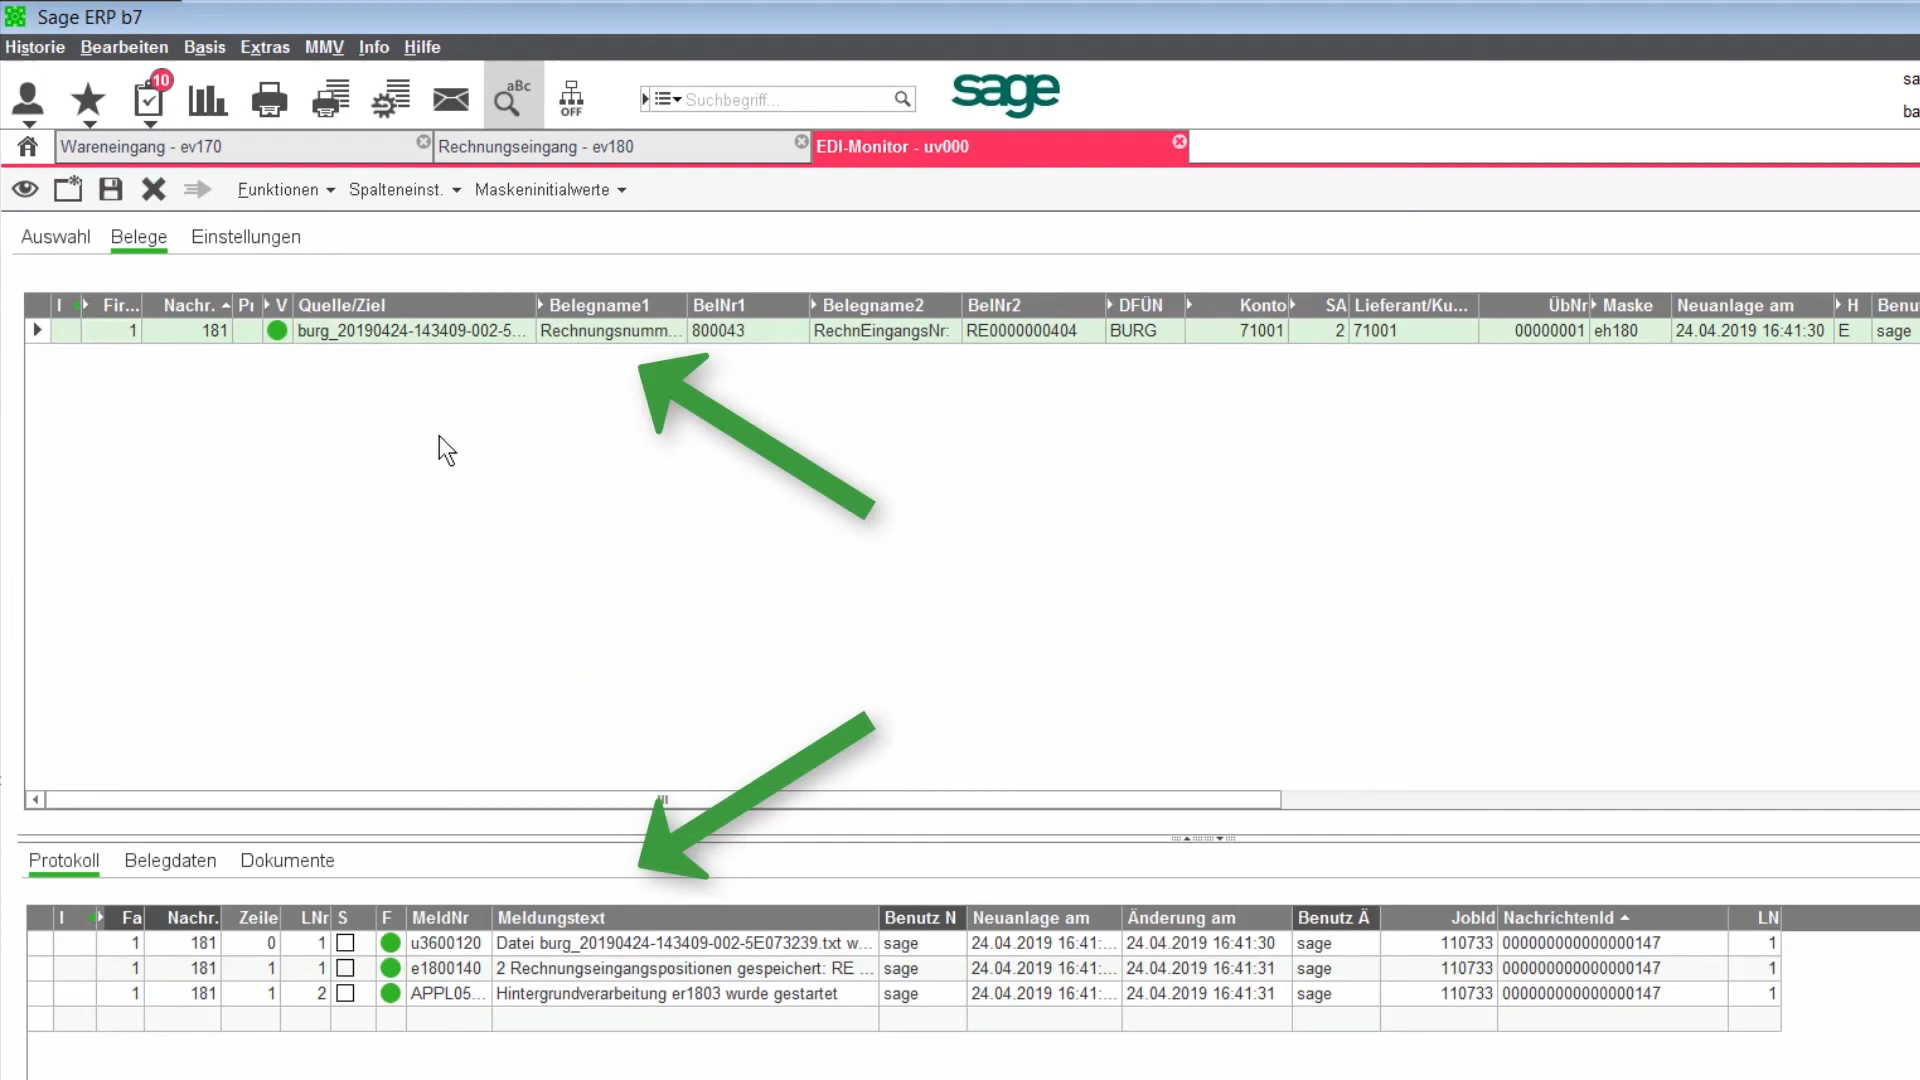 Sage ERP b7
Historie Bearbeiten Basis Extras MMV Info Hilfe
10
aBc
OFF
Suchbegriff...
sage
sa
ba
Wareneingang - ev170
Rechnungseingang - ev180
EDI-Monitor - uv000
Funktionen Spalteneinst. Maskeninitialwerte
Auswahl Belege Einstellungen
I Fir... Nachr. Pr V Quelle/Ziel Belegname1 BelNr1 Belegname2 BelNr2 DFÜN Konto SA Lieferant/Ku... ÜbNr Maske Neuanlage am H Benu
1 181 burg_20190424-143409-002-5... Rechnungsnumm... 800043 RechnEingangsNr: RE0000000404 BURG 71001 2 71001 00000001 eh180 24.04.2019 16:41:30 E sage
Protokoll Belegdaten Dokumente
I Fa Nachr. Zeile LNr S F MeldNr Meldungstext Benutz N Neuanlage am Änderung am Benutz Ä JobId NachrichtenId LN
1 181 0 1 u3600120 Datei burg_20190424-143409-002-5E073239.txt w... sage 24.04.2019 16:41:... 24.04.2019 16:41:30 sage 110733 000000000000000147 1
1 181 1 1 e1800140 2 Rechnungseingangspositionen gespeichert: RE ... sage 24.04.2019 16:41:... 24.04.2019 16:41:31 sage 110733 000000000000000147 1
1 181 1 2 APPL05... Hintergrundverarbeitung er1803 wurde gestartet sage 24.04.2019 16:41:... 24.04.2019 16:41:31 sage 110733 000000000000000147 1